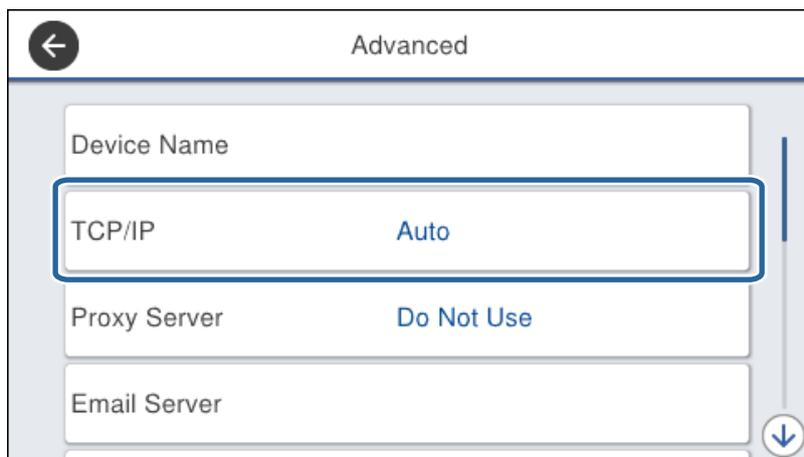 Advanced
Device Name
TCP/IP Auto
Proxy Server Do Not Use
Email Server